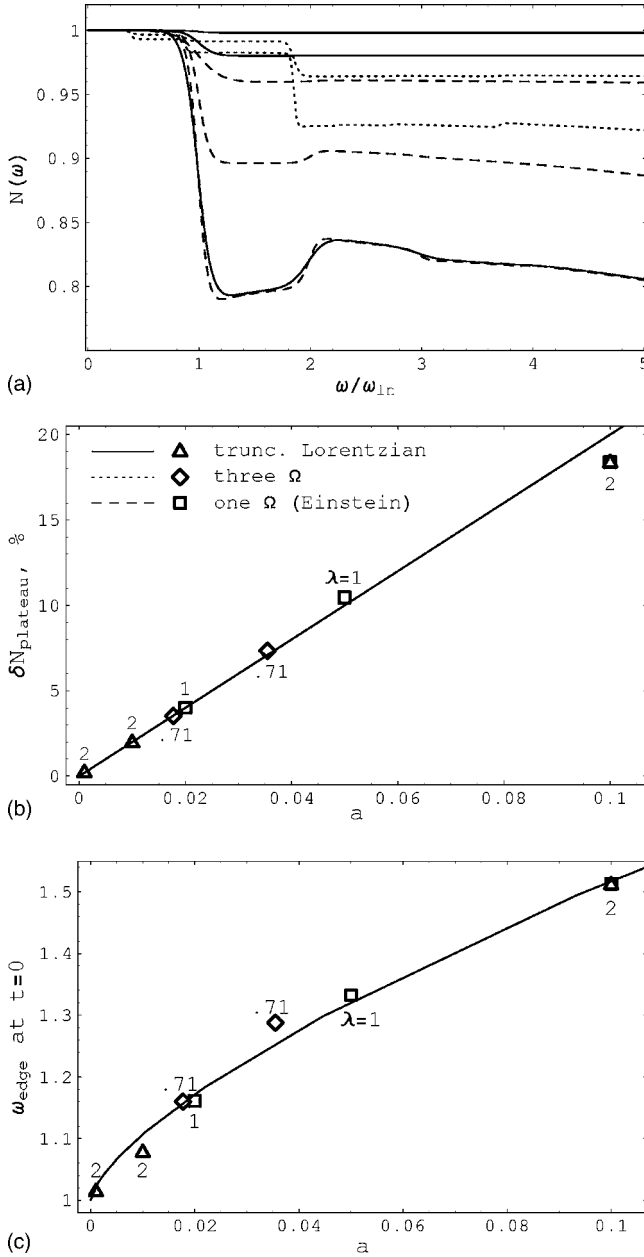 1
0.95
0.9
0.85
0.8
N(ω)
0 1 2 3 4 5
ω/ω_ln
(a)
20
15
10
5
0
δN_plateau, %
trunc. Lorentzian
three Ω
one Ω (Einstein)
2
λ=1
.71
1
2
2
.71
0 0.02 0.04 0.06 0.08 0.1
a
(b)
1.5
1.4
1.3
1.2
1.1
1
ω_edge at t=0
2
.71
λ=1
.71
1
2
2
0 0.02 0.04 0.06 0.08 0.1
a
(c)